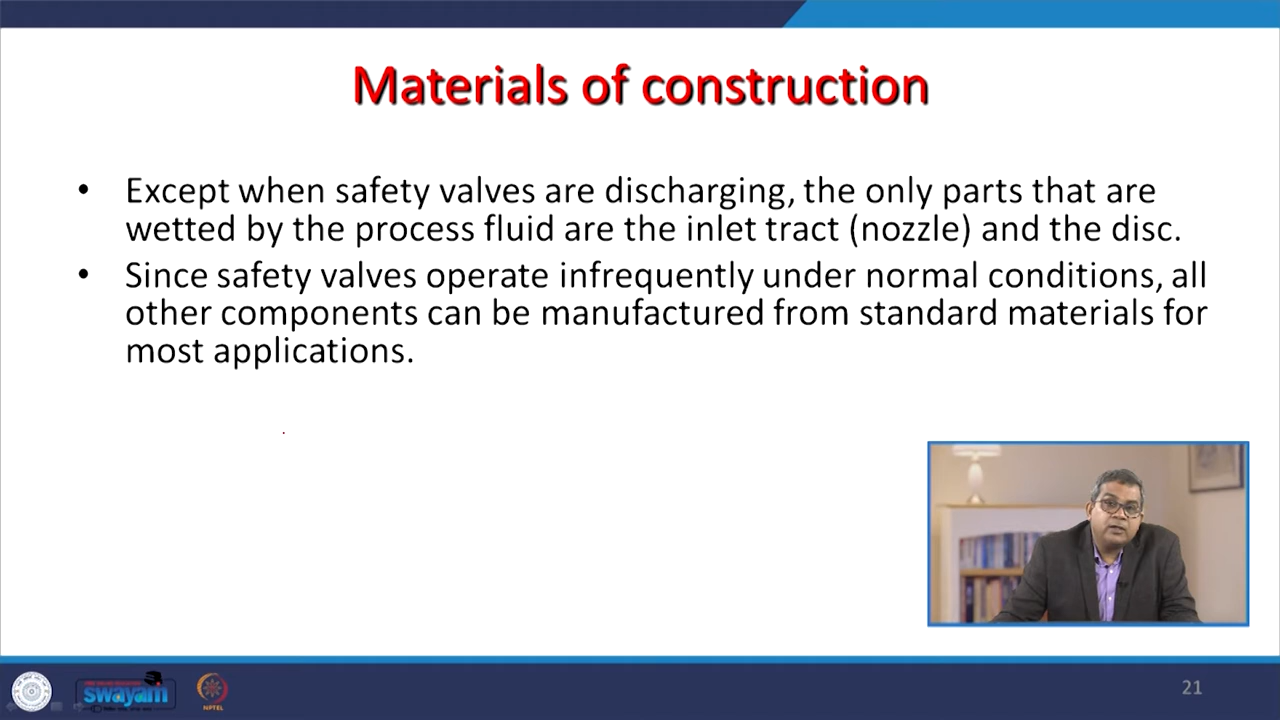 Materials of construction
• Except when safety valves are discharging, the only parts that are
wetted by the process fluid are the inlet tract (nozzle) and the disc.
• Since safety valves operate infrequently under normal conditions, all
other components can be manufactured from standard materials for
most applications.
swayam
NPTEL
21